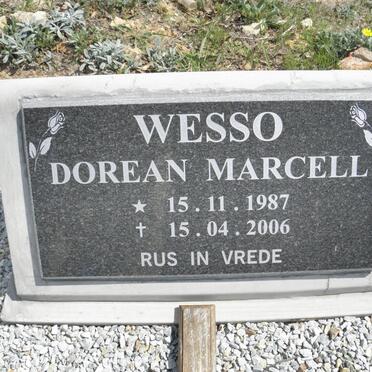 WESSO
DOREAN MARCELL
★ 15.11.1987
✝ 15.04.2006
RUS IN VREDE